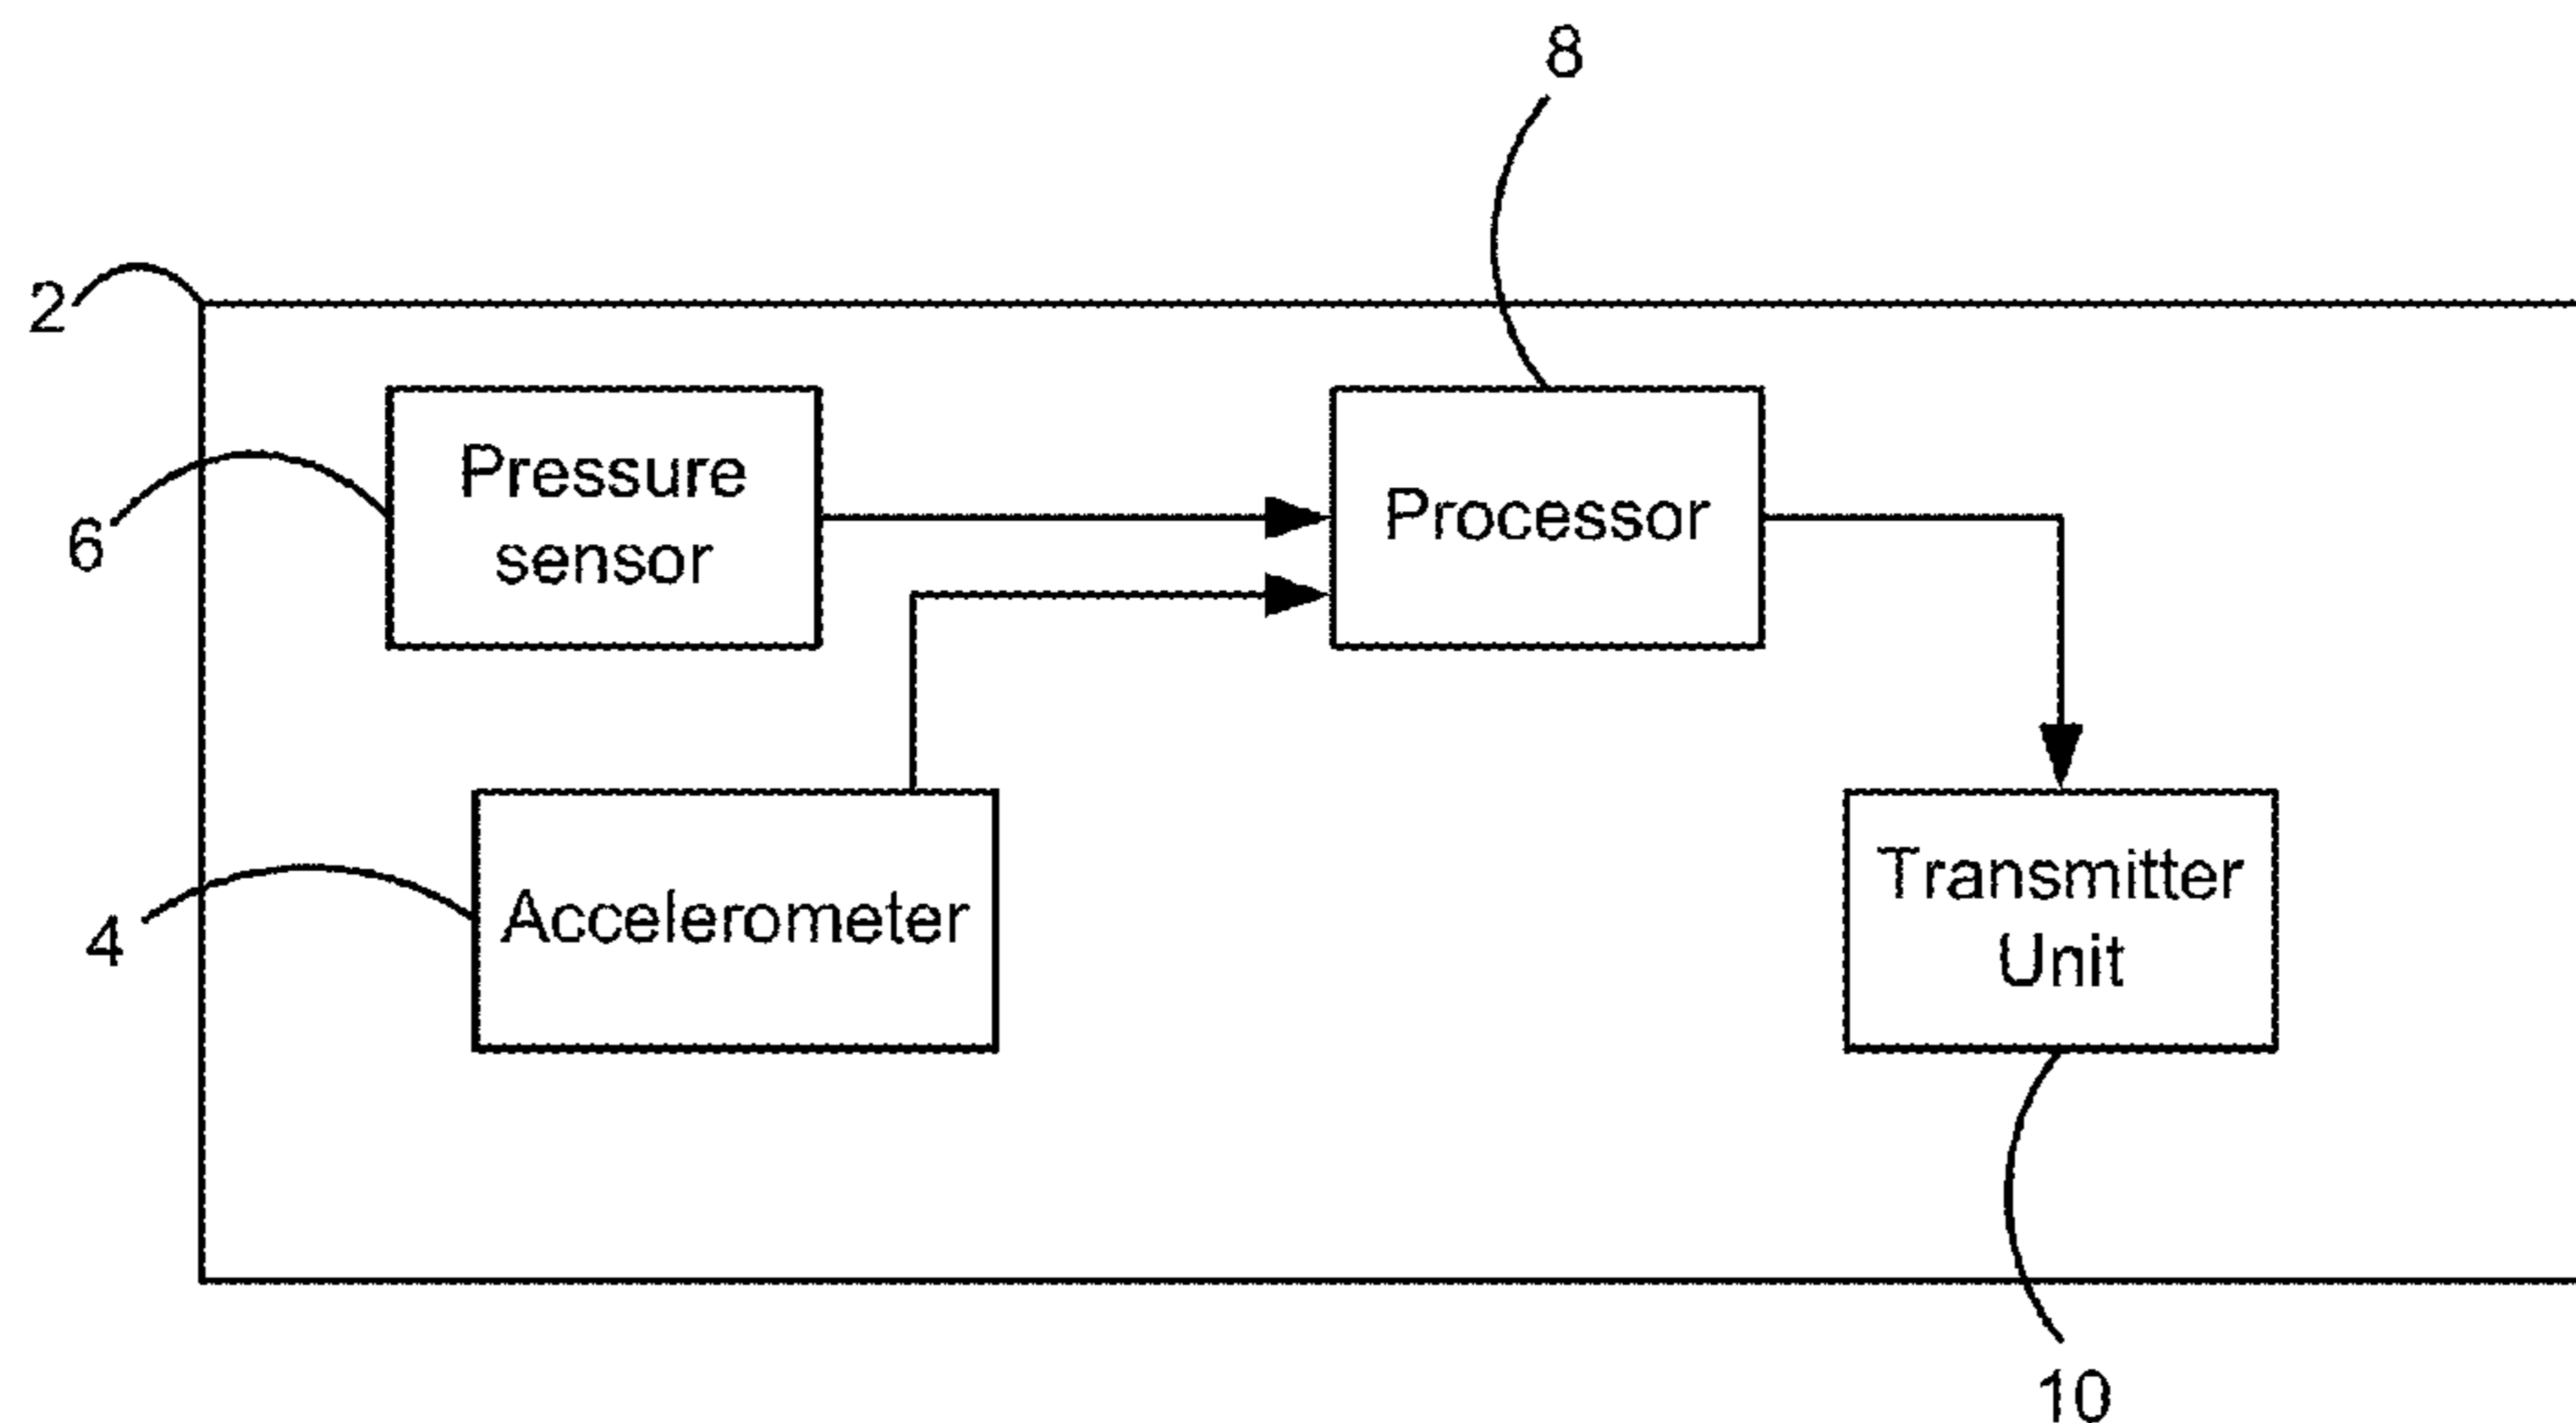 8
2
Pressure
sensor
Processor
6
Accelerometer
4
Transmitter
Unit
10